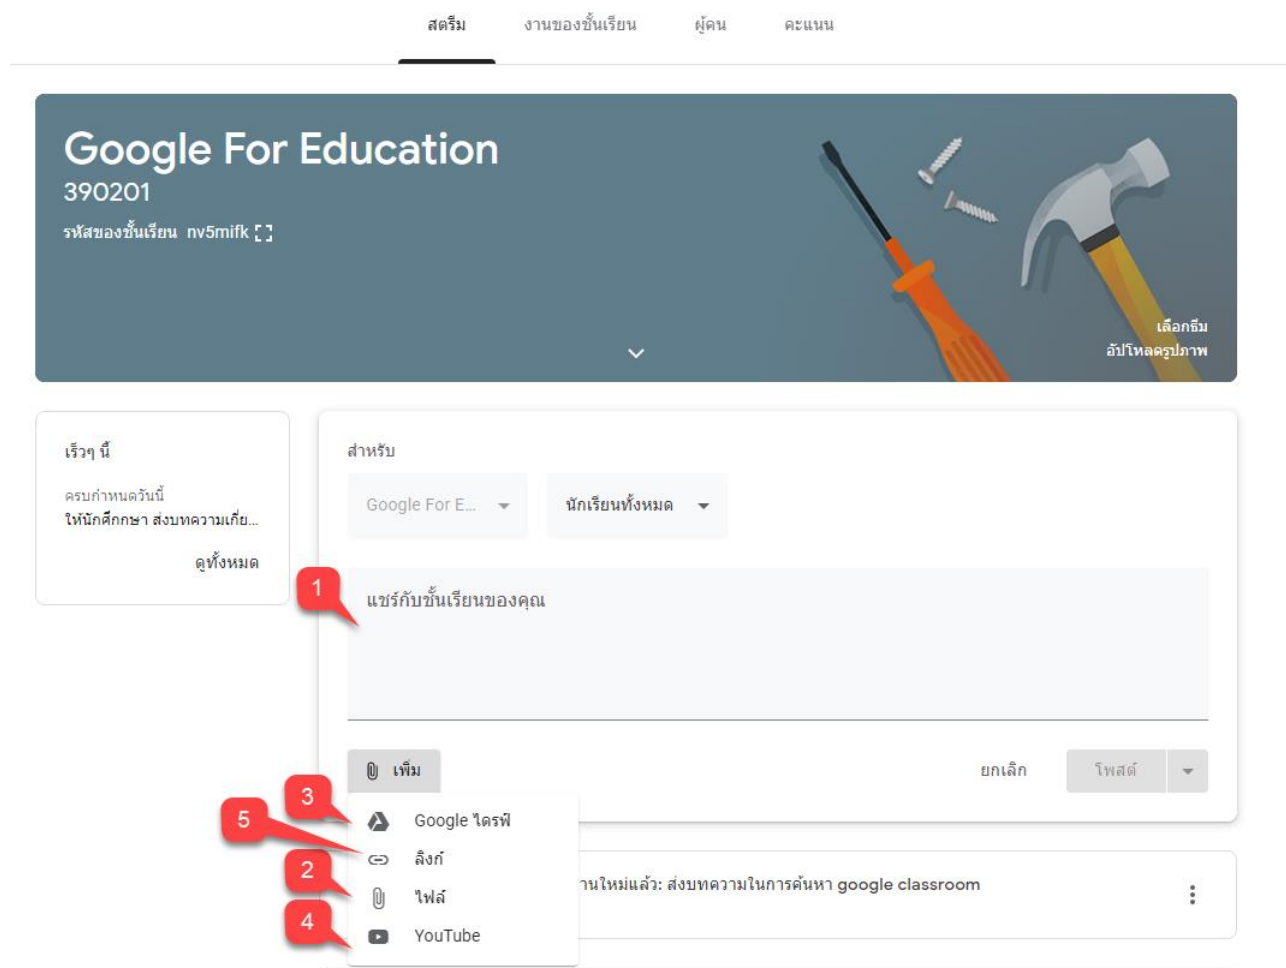 สตรีม งานของชั้นเรียน ผู้คน คะแนน
Google For Education
390201
รหัสของชั้นเรียน nv5mifk
เลือกธีม
อัปโหลดรูปภาพ
เร็วๆ นี้
ครบกำหนดวันนี้
ให้นักศึกกษา ส่งบทความเกี่ย...
ดูทั้งหมด
สำหรับ
Google For E... นักเรียนทั้งหมด
1
แชร์กับชั้นเรียนของคุณ
เพิ่ม ยกเลิก โพสต์
3 Google ไดรฟ์
5 ลิงก์
2 ไฟล์
4 YouTube
านใหม่แล้ว: ส่งบทความในการค้นหา google classroom